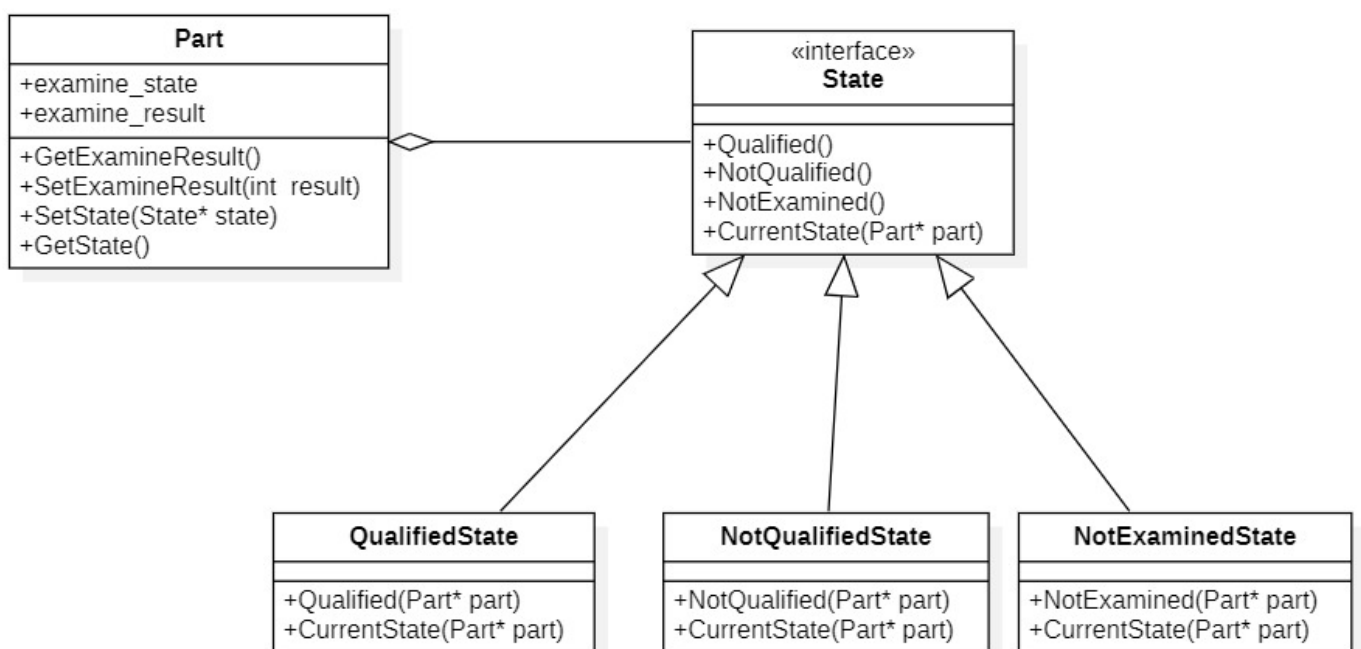 Part
+examine_state
+examine_result
+GetExamineResult()
+SetExamineResult(int result)
+SetState(State* state)
+GetState()
«interface»
State
+Qualified()
+NotQualified()
+NotExamined()
+CurrentState(Part* part)
QualifiedState
+Qualified(Part* part)
+CurrentState(Part* part)
NotQualifiedState
+NotQualified(Part* part)
+CurrentState(Part* part)
NotExaminedState
+NotExamined(Part* part)
+CurrentState(Part* part)